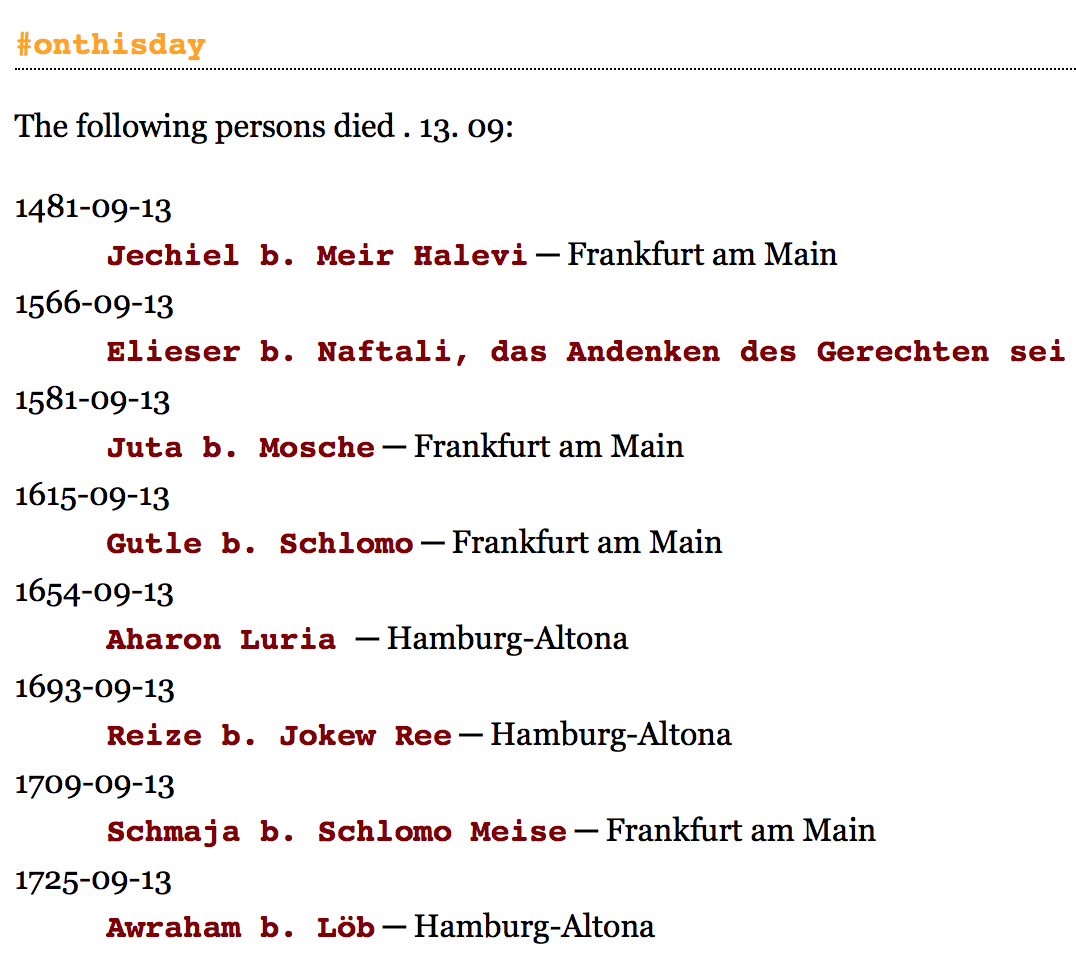 #onthisday
The following persons died . 13. 09:
1481-09-13
Jechiel b. Meir Halevi — Frankfurt am Main
1566-09-13
Elieser b. Naftali, das Andenken des Gerechten sei
1581-09-13
Juta b. Mosche — Frankfurt am Main
1615-09-13
Gutle b. Schlomo — Frankfurt am Main
1654-09-13
Aharon Luria — Hamburg-Altona
1693-09-13
Reize b. Jokew Ree — Hamburg-Altona
1709-09-13
Schmaja b. Schlomo Meise — Frankfurt am Main
1725-09-13
Awraham b. Löb — Hamburg-Altona